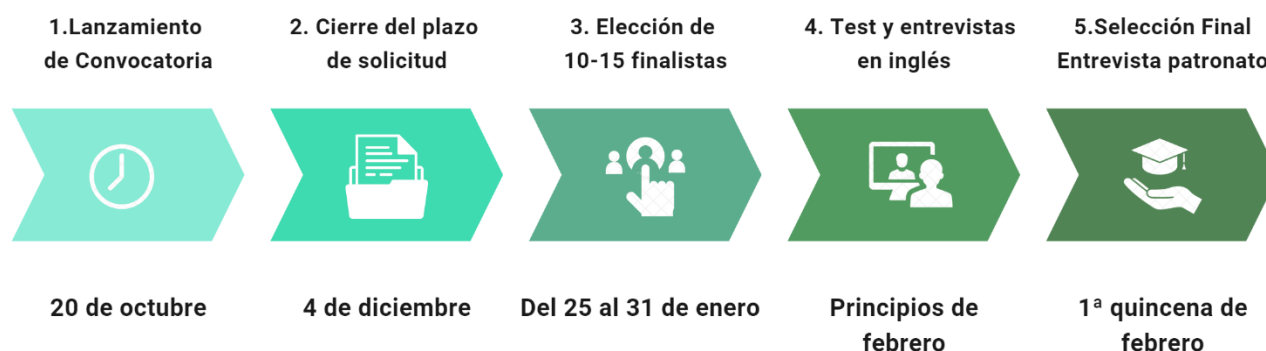 1.Lanzamiento
de Convocatoria
2. Cierre del plazo
de solicitud
3. Elección de
10-15 finalistas
4. Test y entrevistas
en inglés
5.Selección Final
Entrevista patronato
20 de octubre
4 de diciembre
Del 25 al 31 de enero
Principios de
febrero
1ª quincena de
febrero